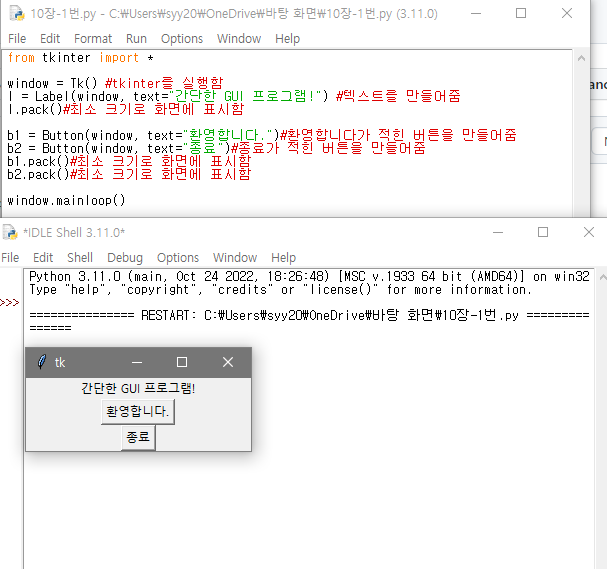 10장-1번.py - C:₩Users₩syy20₩OneDrive₩바탕 화면₩10장-1번.py (3.11.0)
File Edit Format Run Options Window Help
from tkinter import *
window = Tk() #tkinter를 실행함
l = Label(window, text="간단한 GUI 프로그램!") #텍스트를 만들어줌
l.pack()#최소 크기로 화면에 표시함
b1 = Button(window, text="환영합니다.")#환영합니다가 적힌 버튼을 만들어줌
b2 = Button(window, text="종료")#종료가 적힌 버튼을 만들어줌
b1.pack()#최소 크기로 화면에 표시함
b2.pack()#최소 크기로 화면에 표시함
window.mainloop()
*IDLE Shell 3.11.0*
File Edit Shell Debug Options Window Help
Python 3.11.0 (main, Oct 24 2022, 18:26:48) [MSC v.1933 64 bit (AMD64)] on win32
Type "help", "copyright", "credits" or "license()" for more information.
>>>
=============== RESTART: C:₩Users₩syy20₩OneDrive₩바탕 화면₩10장-1번.py =========
======
tk
간단한 GUI 프로그램!
환영합니다.
종료